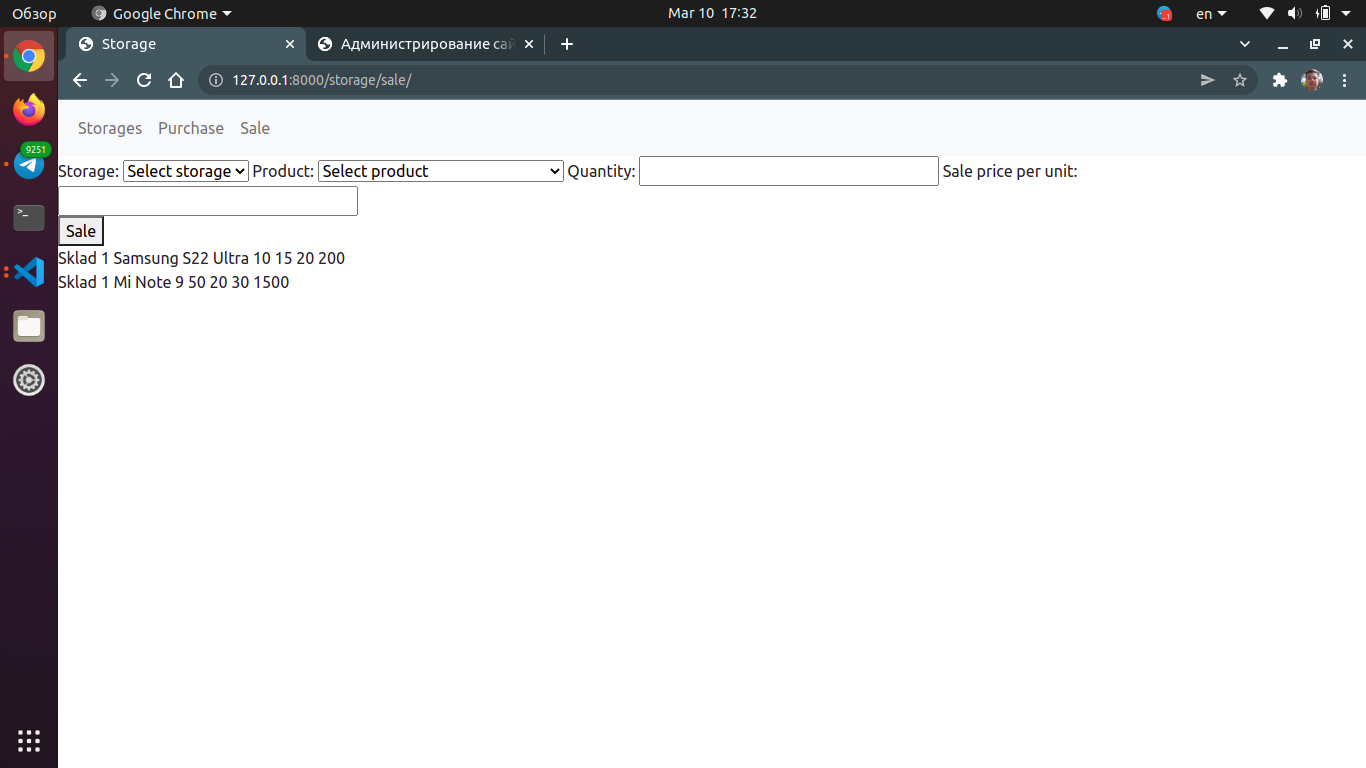 Обзор Google Chrome Mar 10 17:32 en
Storage Администрирование сай
127.0.0.1:8000/storage/sale/
Storages Purchase Sale
9251
Storage: Select storage Product: Select product Quantity: Sale price per unit:
Sale
Sklad 1 Samsung S22 Ultra 10 15 20 200
Sklad 1 Mi Note 9 50 20 30 1500